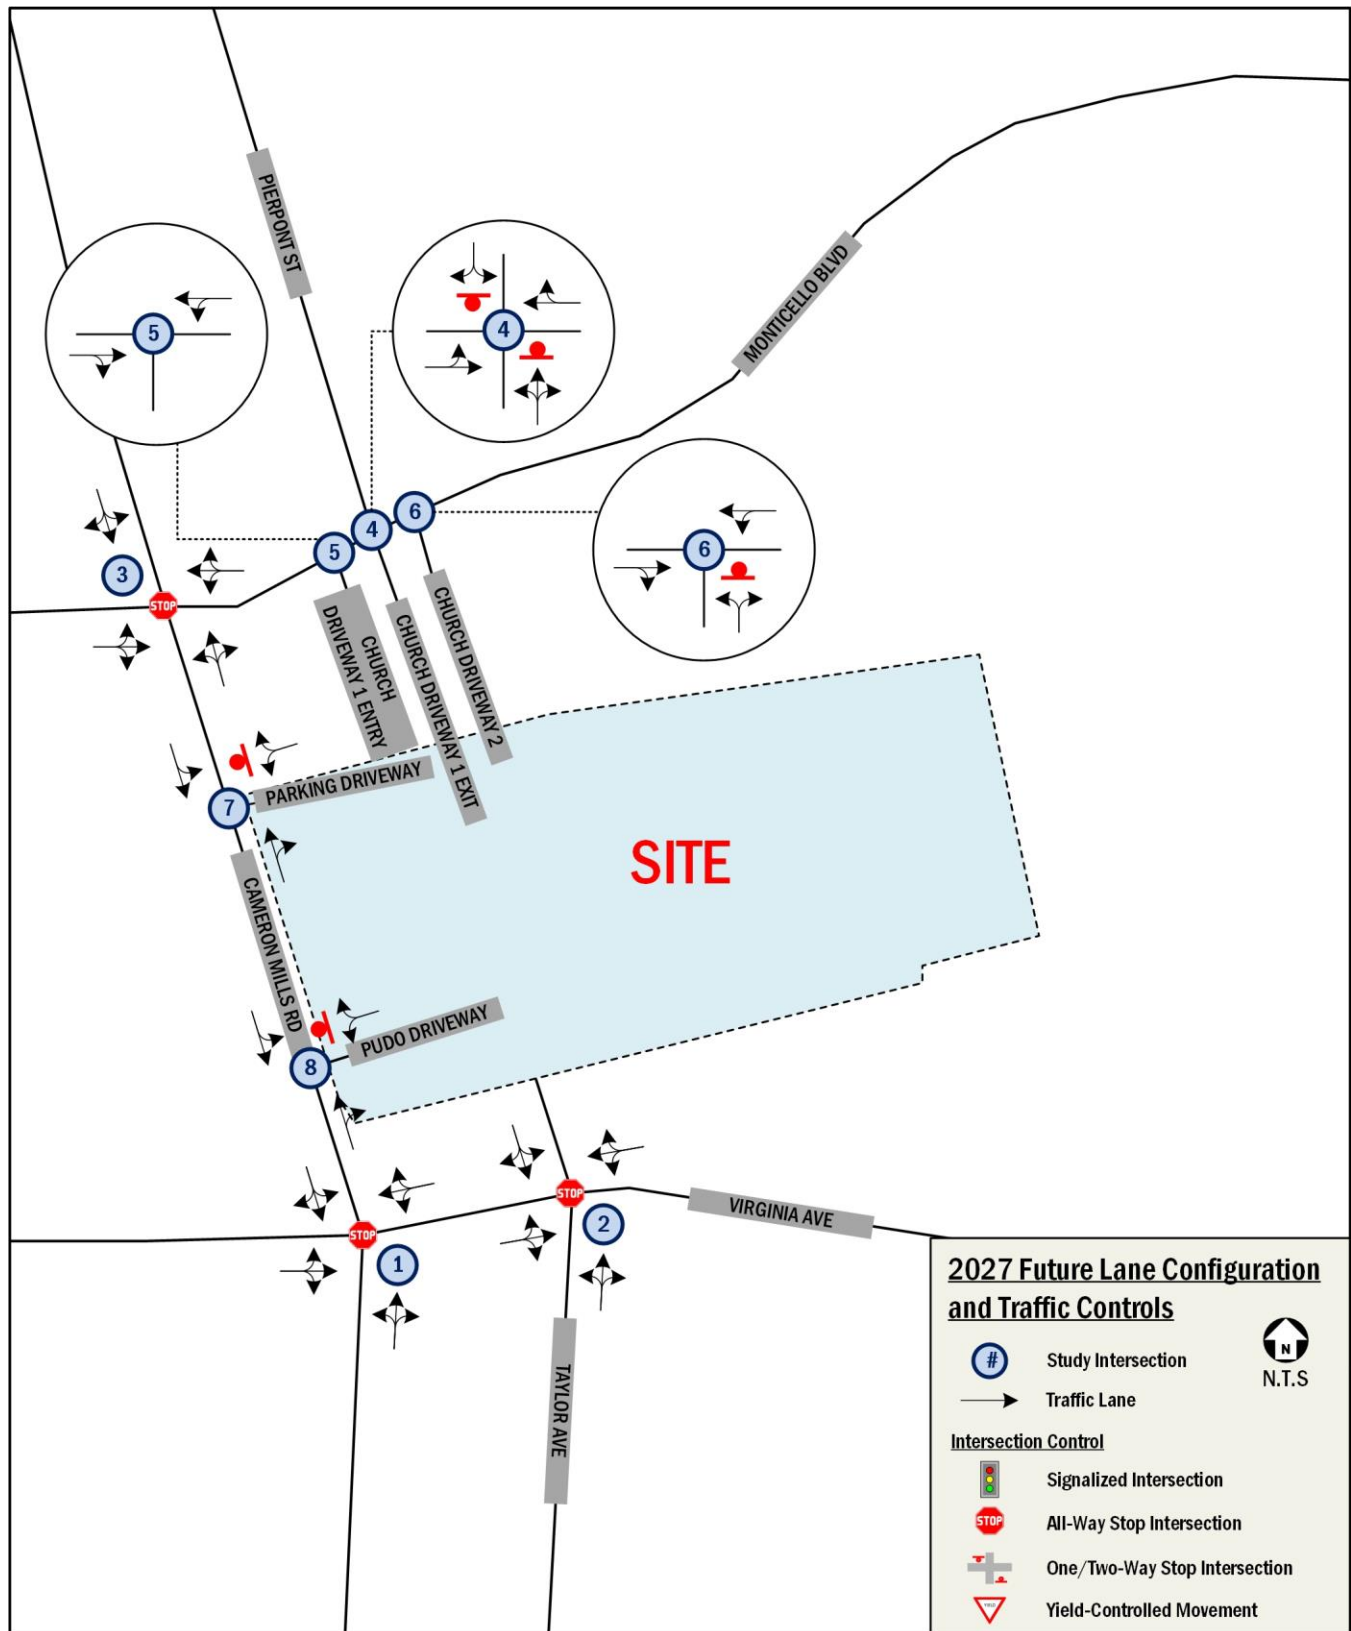 PIERPONT ST
MONTICELLO BLVD
5
4
6
5
4
6
3
STOP
CHURCH
DRIVEWAY 1 ENTRY
CHURCH DRIVEWAY 1 EXIT
CHURCH DRIVEWAY 2
PARKING DRIVEWAY
7
SITE
CAMERON MILLS RD
PUDO DRIVEWAY
8
STOP
1
STOP
2
VIRGINIA AVE
TAYLOR AVE
2027 Future Lane Configuration
and Traffic Controls
N
N.T.S
# Study Intersection
Traffic Lane
Intersection Control
Signalized Intersection
STOP All-Way Stop Intersection
One/Two-Way Stop Intersection
Yield-Controlled Movement